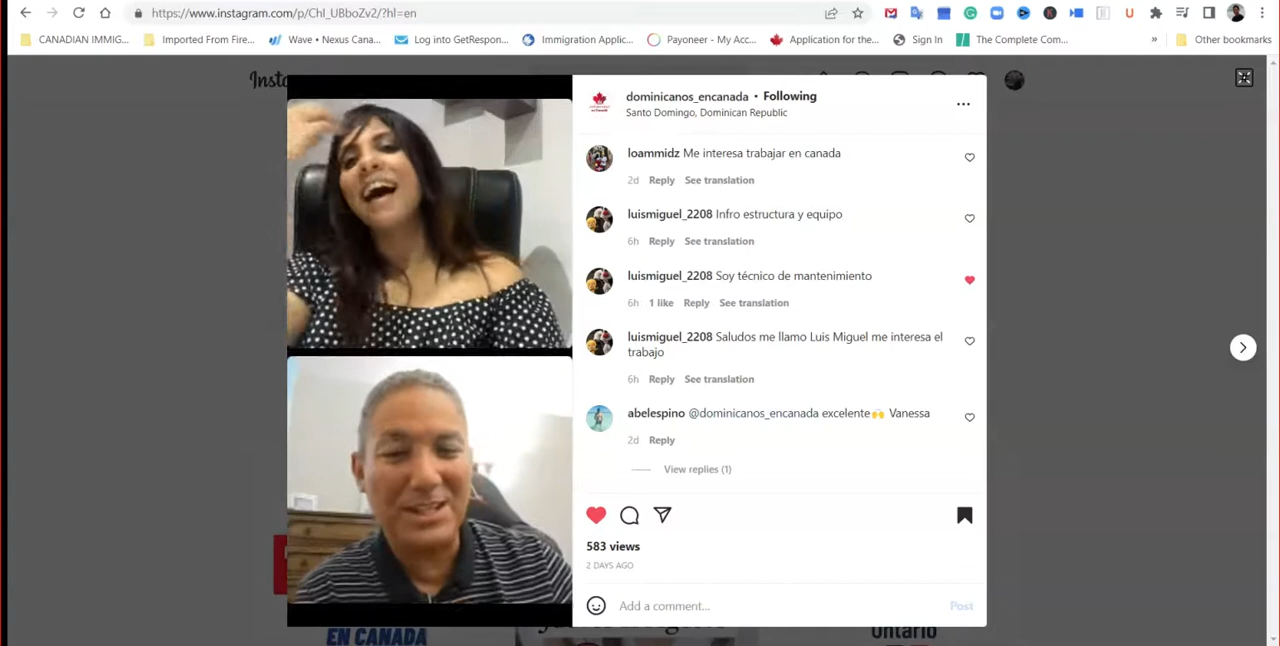 https://www.instagram.com/p/ChI_UBboZv2/?hl=en
CANADIAN IMMIG...
Imported From Fire...
Wave • Nexus Cana...
Log into GetRespon...
Immigration Applic...
Payoneer - My Acc...
Application for the...
Sign In
The Complete Com...
»
Other bookmarks
Insta
dominicanos_encanada • Following
Santo Domingo, Dominican Republic
loammidz Me interesa trabajar en canada
2d Reply See translation
luismiguel_2208 Infro estructura y equipo
6h Reply See translation
luismiguel_2208 Soy técnico de mantenimiento
6h 1 like Reply See translation
luismiguel_2208 Saludos me llamo Luis Miguel me interesa el
trabajo
6h Reply See translation
abelespino @dominicanos_encanada excelente🙌 Vanessa
2d Reply
View replies (1)
583 views
2 DAYS AGO
Add a comment...
Post
EN CANADA
Ontario